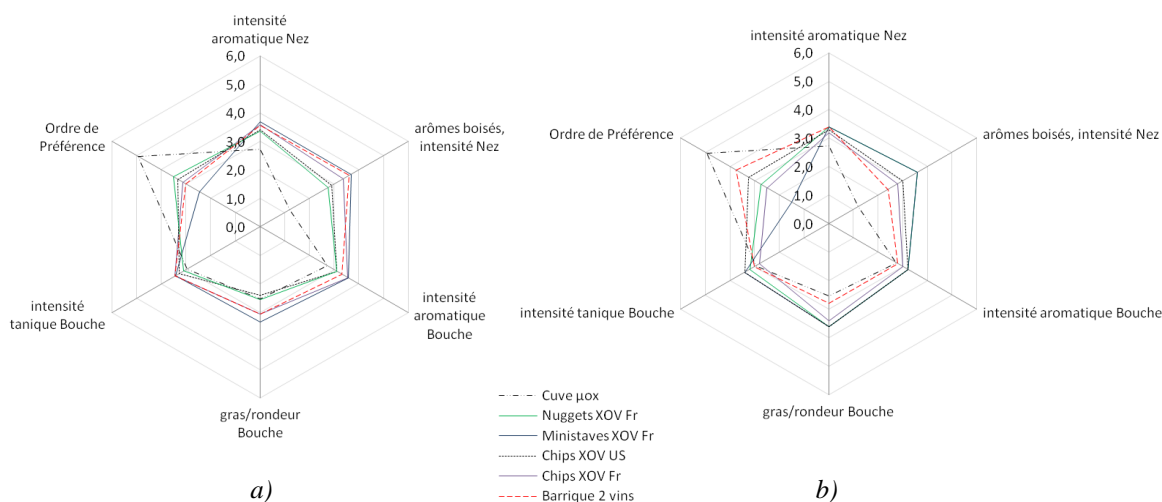 intensité
aromatique Nez
6,0
5,0
4,0
3,0
2,0
1,0
0,0
arômes boisés,
intensité Nez
intensité
aromatique
Bouche
gras/rondeur
Bouche
intensité
tanique Bouche
Ordre de
Préférence
a)
intensité aromatique Nez
6,0
5,0
4,0
3,0
2,0
1,0
0,0
arômes boisés, intensité Nez
intensité aromatique Bouche
gras/rondeur Bouche
intensité tanique Bouche
Ordre de Préférence
b)
Cuve µox
Nuggets XOV Fr
Ministaves XOV Fr
Chips XOV US
Chips XOV Fr
Barrique 2 vins